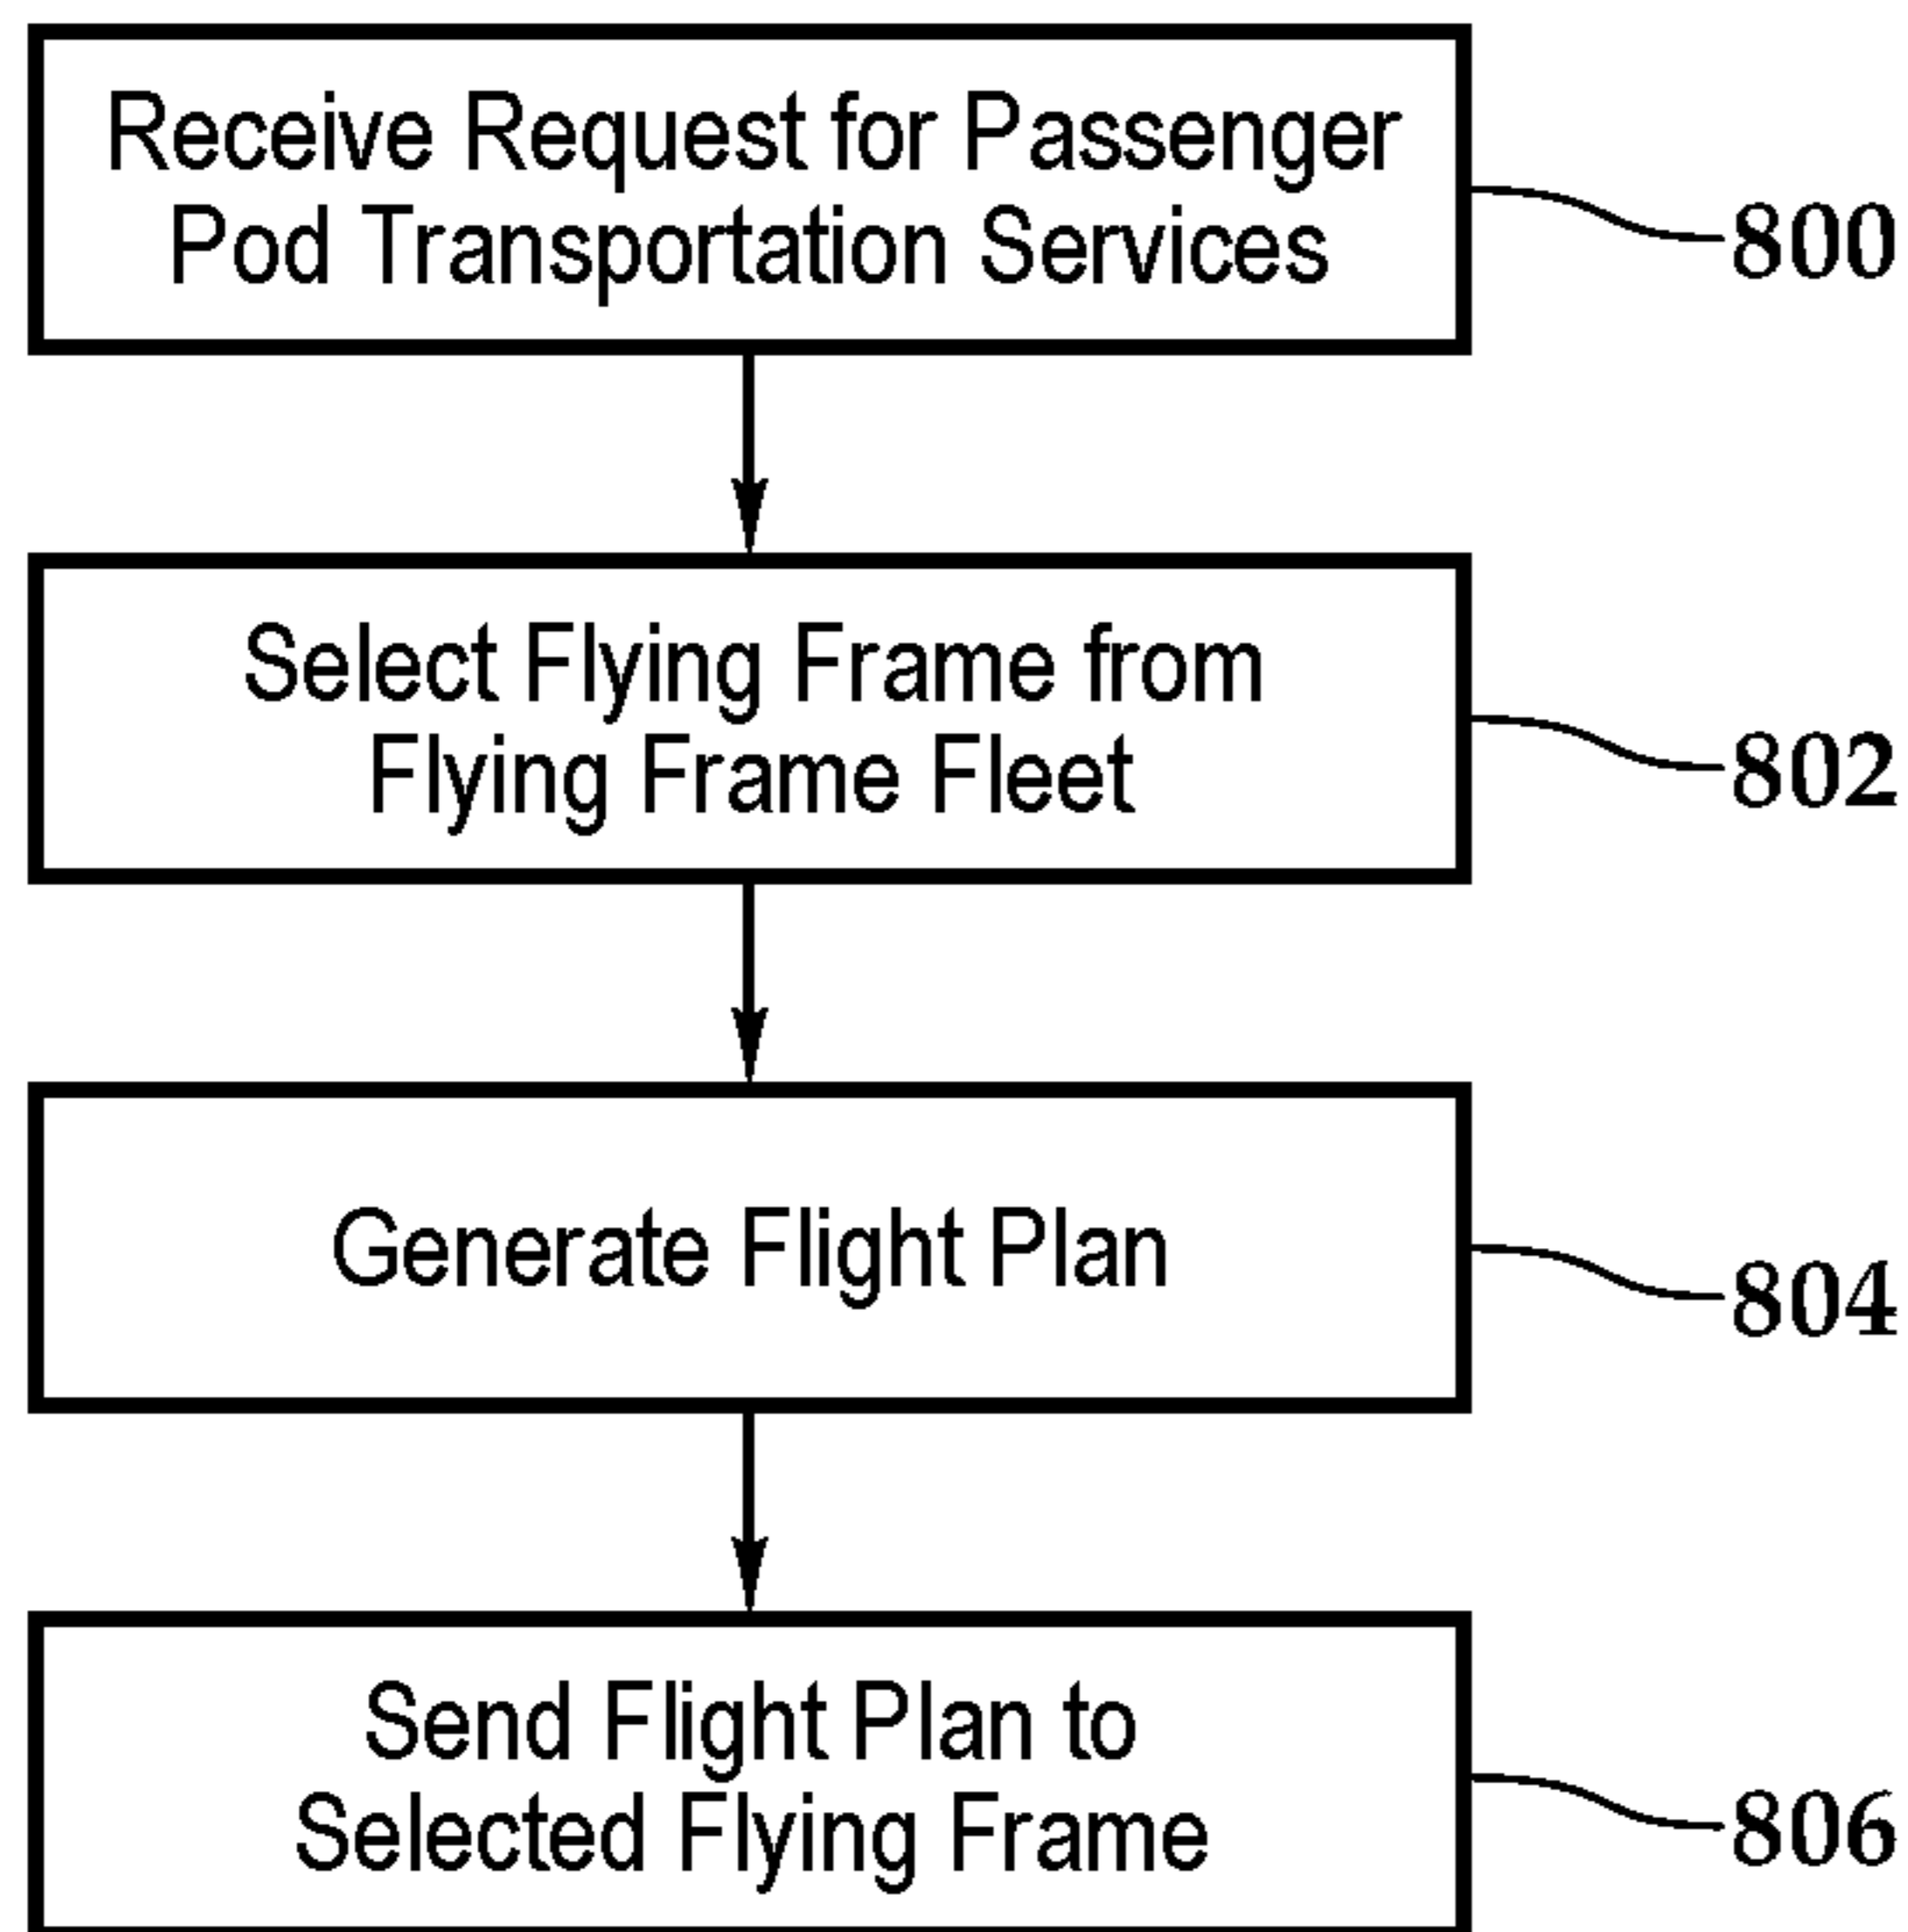 Receive Request for Passenger
Pod Transportation Services
800
Select Flying Frame from
Flying Frame Fleet
802
Generate Flight Plan
804
Send Flight Plan to
Selected Flying Frame
806